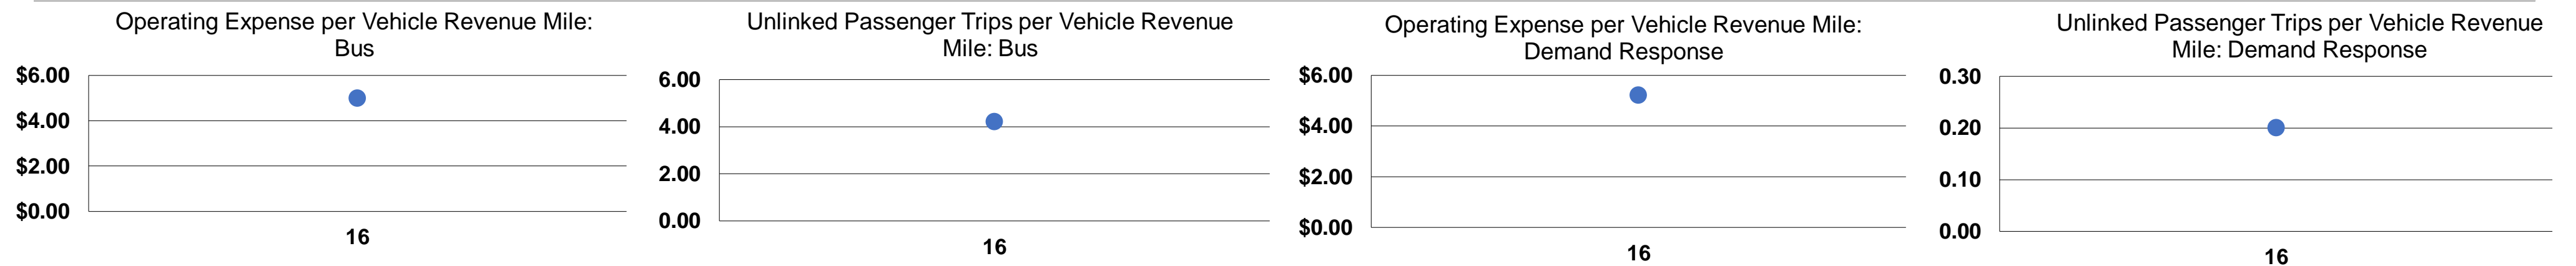 Operating Expense per Vehicle Revenue Mile:
Bus
$6.00
$4.00
$2.00
$0.00
16
Unlinked Passenger Trips per Vehicle Revenue
Mile: Bus
6.00
4.00
2.00
0.00
16
Operating Expense per Vehicle Revenue Mile:
Demand Response
$6.00
$4.00
$2.00
$0.00
16
Unlinked Passenger Trips per Vehicle Revenue
Mile: Demand Response
0.30
0.20
0.10
0.00
16